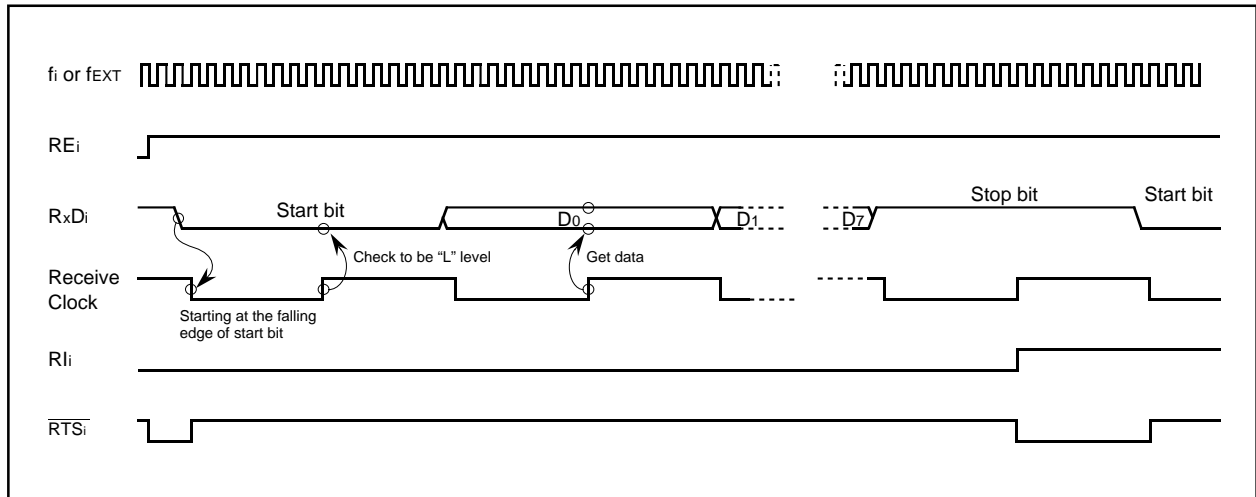 fi or fEXT
REi
RxDi
Start bit
D0
D1
D7
Stop bit
Start bit
Check to be “L” level
Get data
Receive
Clock
Starting at the falling
edge of start bit
RIi
RTSi